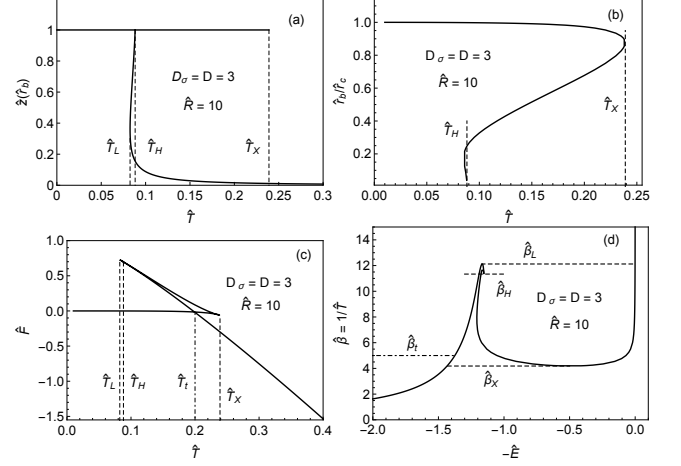 (a)
ẑ(r̂_b)
1
0.8
0.6
0.4
0.2
0
D_σ = D = 3
R̂ = 10
T̂_L
T̂_H
T̂_X
0 0.05 0.1 0.15 0.2 0.25 0.3
T̂
(b)
r̂_b/r̂_c
1.0
0.8
0.6
0.4
0.2
0.0
D_σ = D = 3
R̂ = 10
T̂_H
T̂_X
0.00 0.05 0.10 0.15 0.20 0.25
T̂
(c)
F̂
1.0
0.5
0.0
−0.5
−1.0
−1.5
D_σ = D = 3
R̂ = 10
T̂_L
T̂_H
T̂_t
T̂_X
0.0 0.1 0.2 0.3 0.4
T̂
(d)
β̂ = 1/T̂
14
12
10
8
6
4
2
0
β̂_L
β̂_H
D_σ = D = 3
R̂ = 10
β̂_t
β̂_X
−2.0 −1.5 −1.0 −0.5 0.0
−Ê